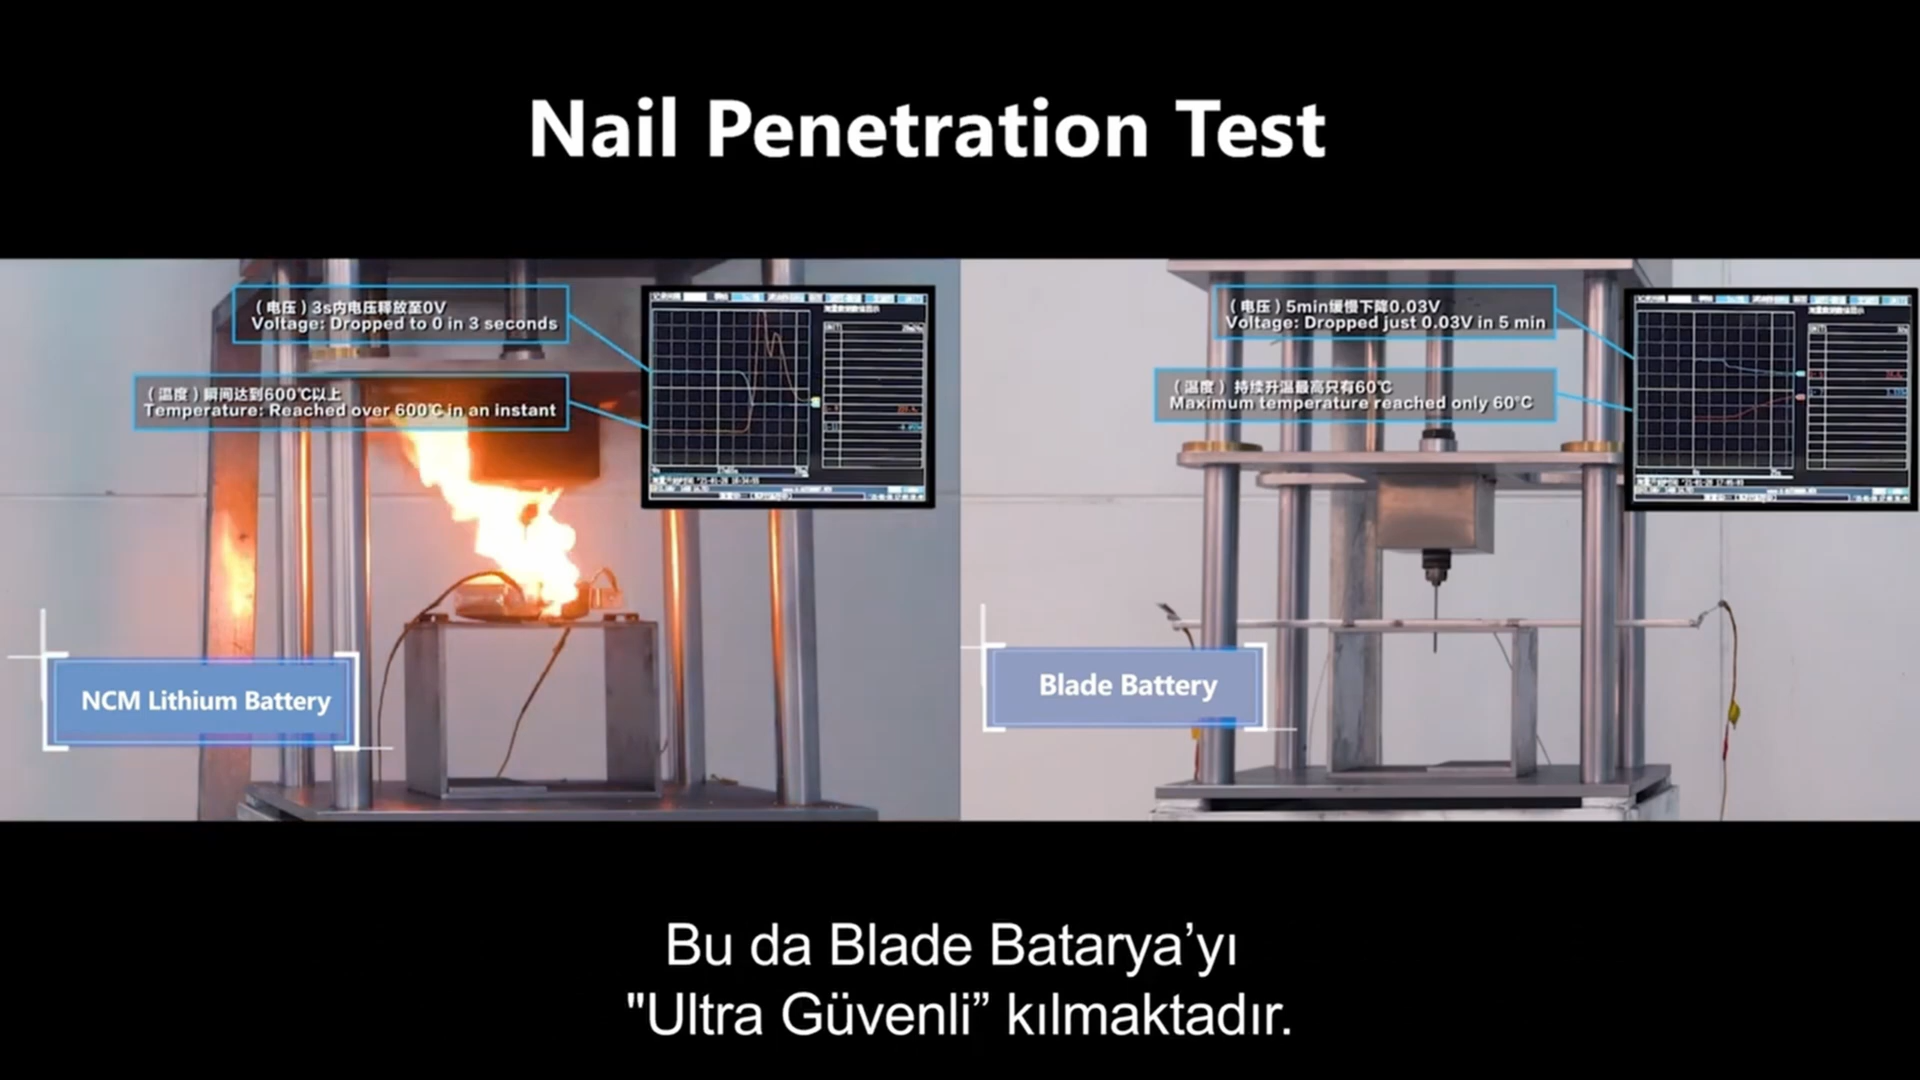 Nail Penetration Test
（电压）3s内电压释放至0V
Voltage: Dropped to 0 in 3 seconds
（温度）瞬间达到600℃以上
Temperature: Reached over 600℃ in an instant
NCM Lithium Battery
（电压）5min缓慢下降0.03V
Voltage: Dropped just 0.03V in 5 min
（温度）持续升温最高只有60℃
Maximum temperature reached only 60℃
Blade Battery
Bu da Blade Batarya’yı
"Ultra Güvenli” kılmaktadır.